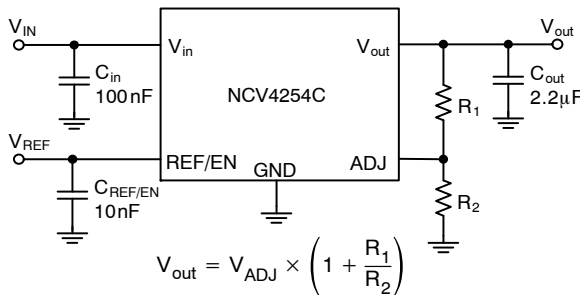 V_IN
V_in
V_out
V_out
C_in
100nF
NCV4254C
R_1
C_out
2.2μF
V_REF
REF/EN
GND
ADJ
C_REF/EN
10nF
R_2
V_out = V_ADJ × (1 + R_1/R_2)